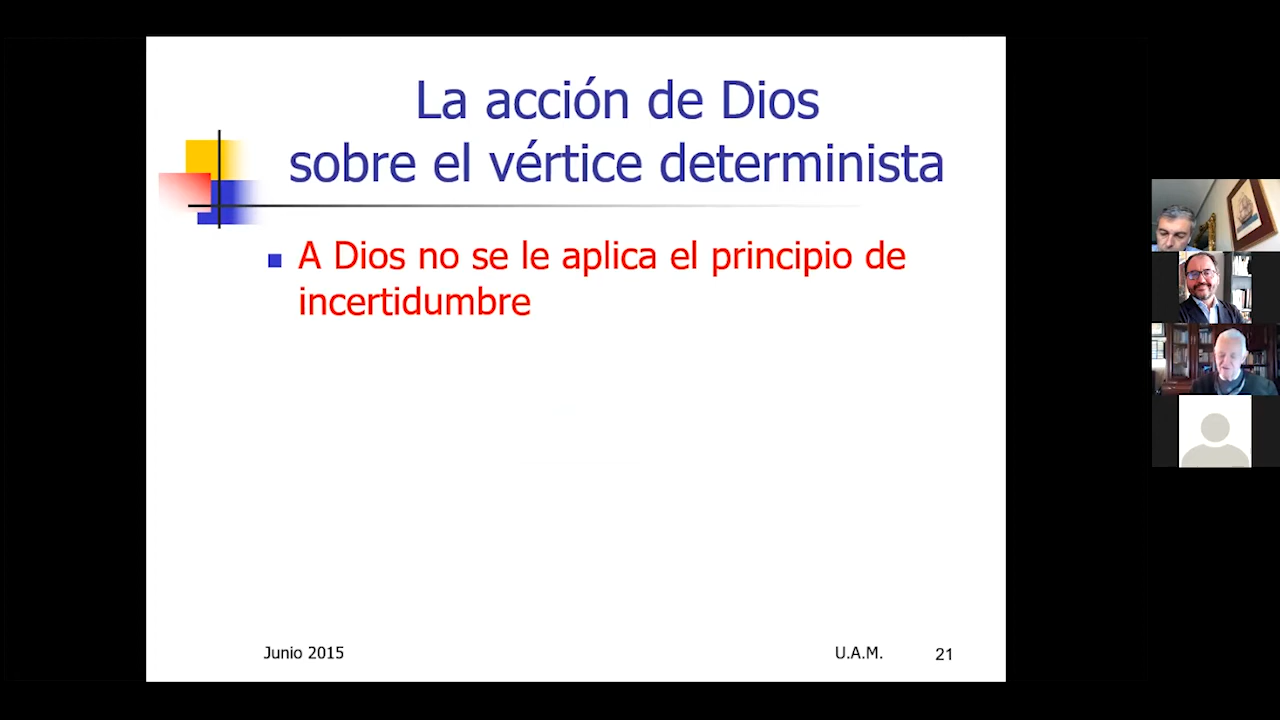 La acción de Dios
sobre el vértice determinista
A Dios no se le aplica el principio de
incertidumbre
Junio 2015
U.A.M.
21